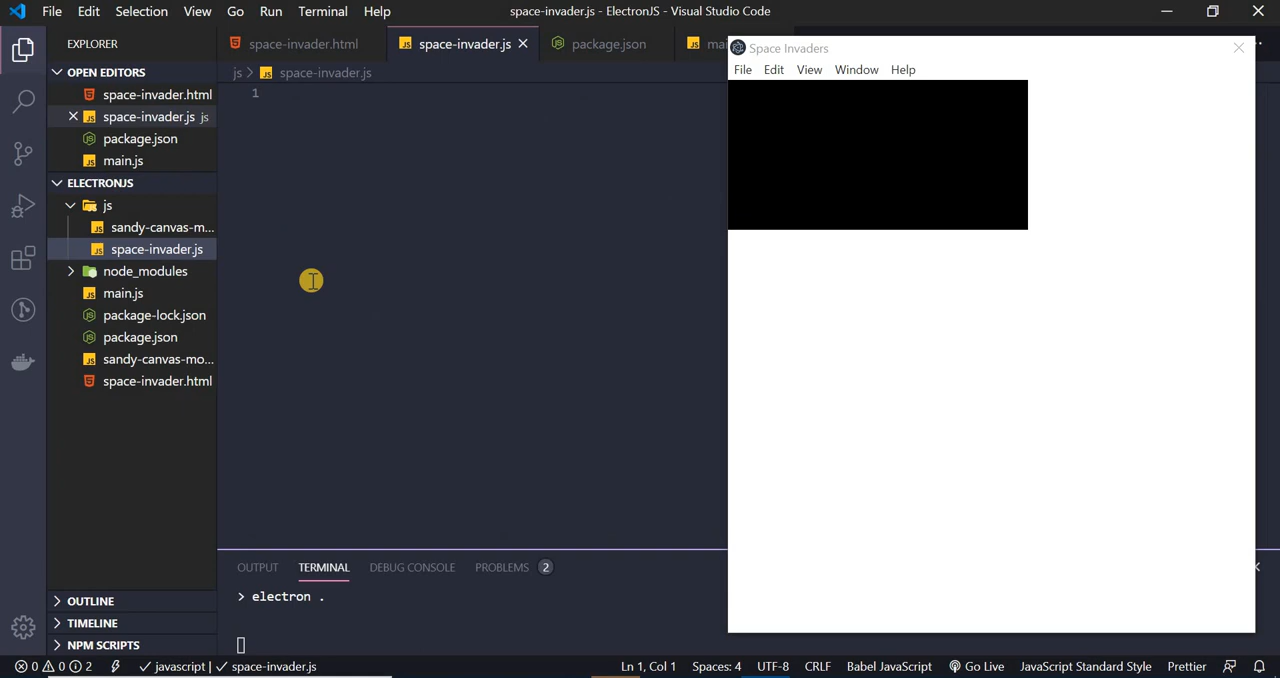 File Edit Selection View Go Run Terminal Help
space-invader.js - ElectronJS - Visual Studio Code
EXPLORER
OPEN EDITORS
space-invader.html
space-invader.js js
package.json
main.js
ELECTRONJS
js
sandy-canvas-m...
space-invader.js
node_modules
main.js
package-lock.json
package.json
sandy-canvas-mo...
space-invader.html
OUTLINE
TIMELINE
NPM SCRIPTS
space-invader.html space-invader.js package.json
js > space-invader.js
1
Space Invaders
File Edit View Window Help
OUTPUT TERMINAL DEBUG CONSOLE PROBLEMS 2
> electron .
0 0 2 javascript | space-invader.js
Ln 1, Col 1 Spaces: 4 UTF-8 CRLF Babel JavaScript Go Live JavaScript Standard Style Prettier